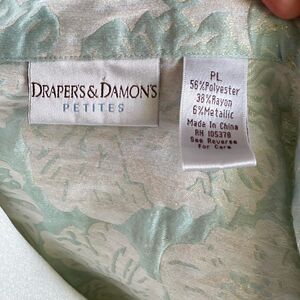 DRAPER'S & DAMON'S
PETITES
PL
56%Polyester
38%Rayon
6%Metallic
Made In China
RN 105378
See Reverse
For Care